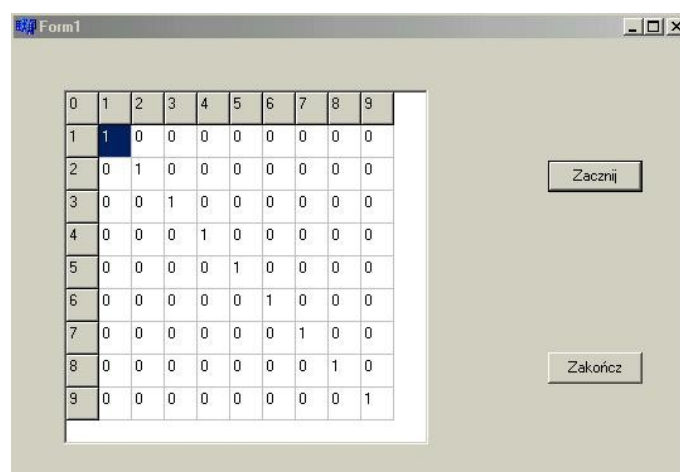 Form1
0 1 2 3 4 5 6 7 8 9
1 1 0 0 0 0 0 0 0 0
2 0 1 0 0 0 0 0 0 0
Zacznij
3 0 0 1 0 0 0 0 0 0
4 0 0 0 1 0 0 0 0 0
5 0 0 0 0 1 0 0 0 0
6 0 0 0 0 0 1 0 0 0
7 0 0 0 0 0 0 1 0 0
8 0 0 0 0 0 0 0 1 0
Zakończ
9 0 0 0 0 0 0 0 0 1